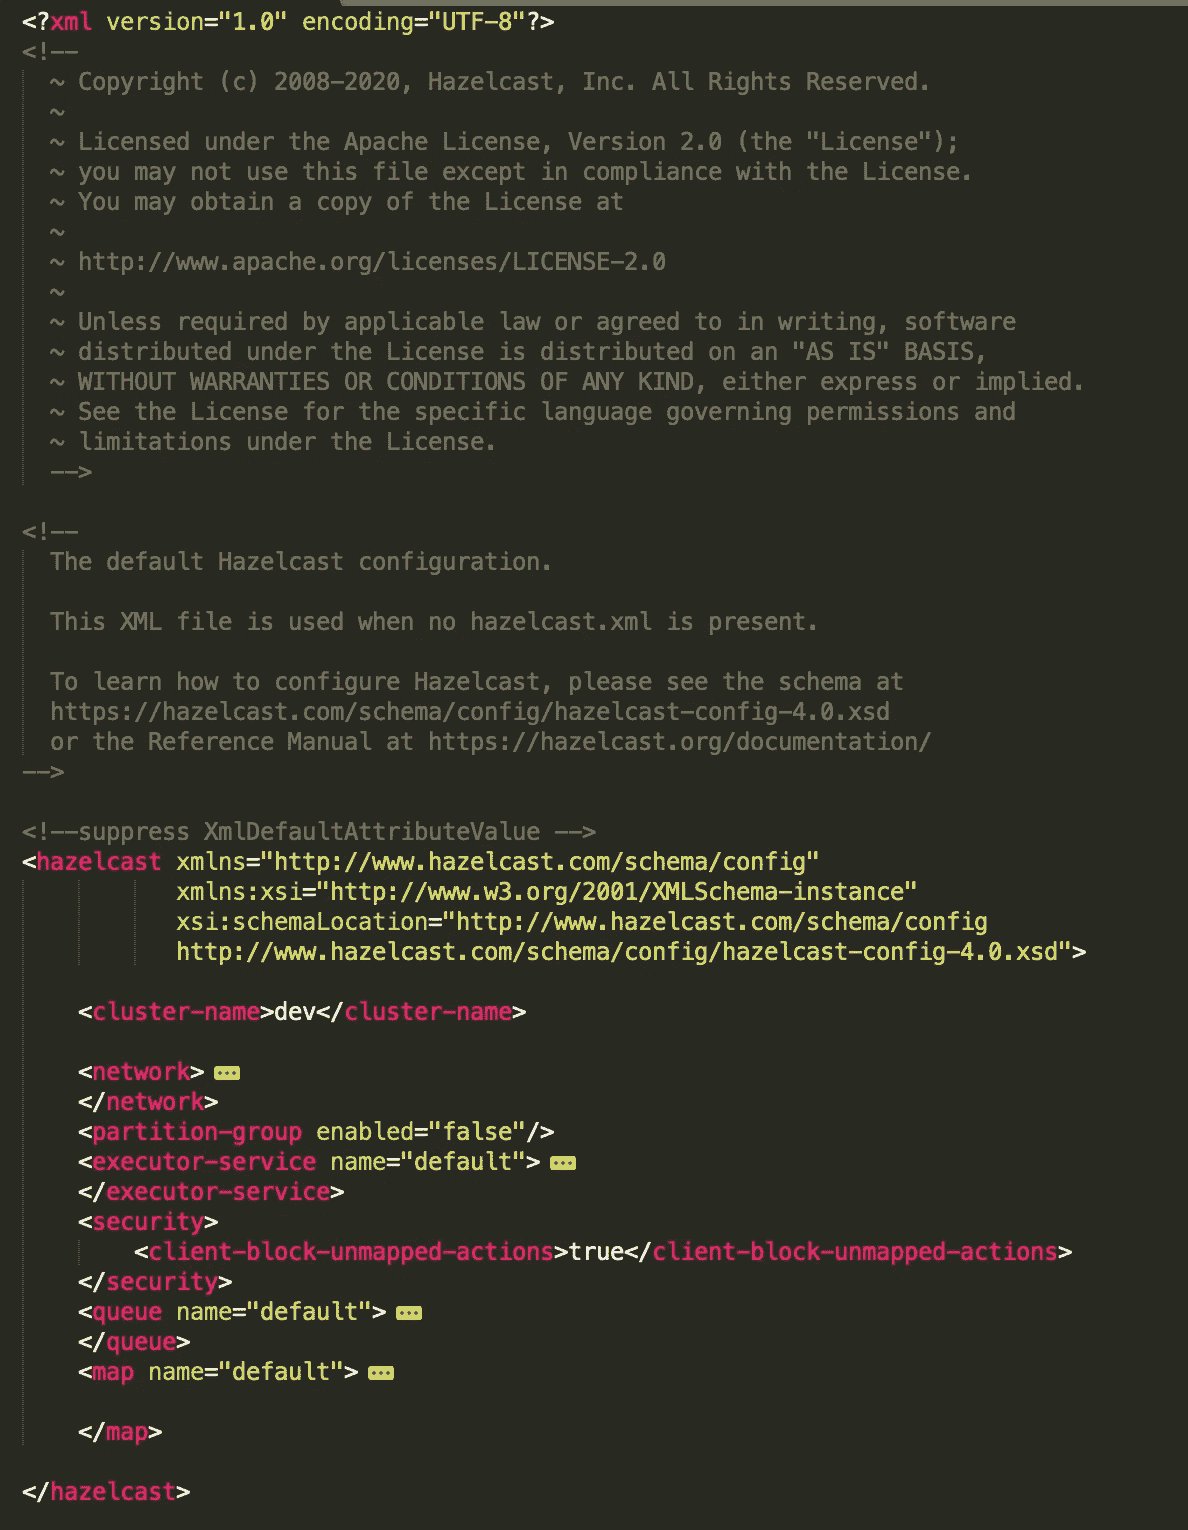 <?xml version="1.0" encoding="UTF-8"?>
<!--
  ~ Copyright (c) 2008-2020, Hazelcast, Inc. All Rights Reserved.
  ~
  ~ Licensed under the Apache License, Version 2.0 (the "License");
  ~ you may not use this file except in compliance with the License.
  ~ You may obtain a copy of the License at
  ~
  ~ http://www.apache.org/licenses/LICENSE-2.0
  ~
  ~ Unless required by applicable law or agreed to in writing, software
  ~ distributed under the License is distributed on an "AS IS" BASIS,
  ~ WITHOUT WARRANTIES OR CONDITIONS OF ANY KIND, either express or implied.
  ~ See the License for the specific language governing permissions and
  ~ limitations under the License.
  -->

<!--
  The default Hazelcast configuration.

  This XML file is used when no hazelcast.xml is present.

  To learn how to configure Hazelcast, please see the schema at
  https://hazelcast.com/schema/config/hazelcast-config-4.0.xsd
  or the Reference Manual at https://hazelcast.org/documentation/
-->

<!--suppress XmlDefaultAttributeValue -->
<hazelcast xmlns="http://www.hazelcast.com/schema/config"
           xmlns:xsi="http://www.w3.org/2001/XMLSchema-instance"
           xsi:schemaLocation="http://www.hazelcast.com/schema/config
           http://www.hazelcast.com/schema/config/hazelcast-config-4.0.xsd">

    <cluster-name>dev</cluster-name>

    <network> ...
    </network>
    <partition-group enabled="false"/>
    <executor-service name="default"> ...
    </executor-service>
    <security>
        <client-block-unmapped-actions>true</client-block-unmapped-actions>
    </security>
    <queue name="default"> ...
    </queue>
    <map name="default"> ...

    </map>

</hazelcast>